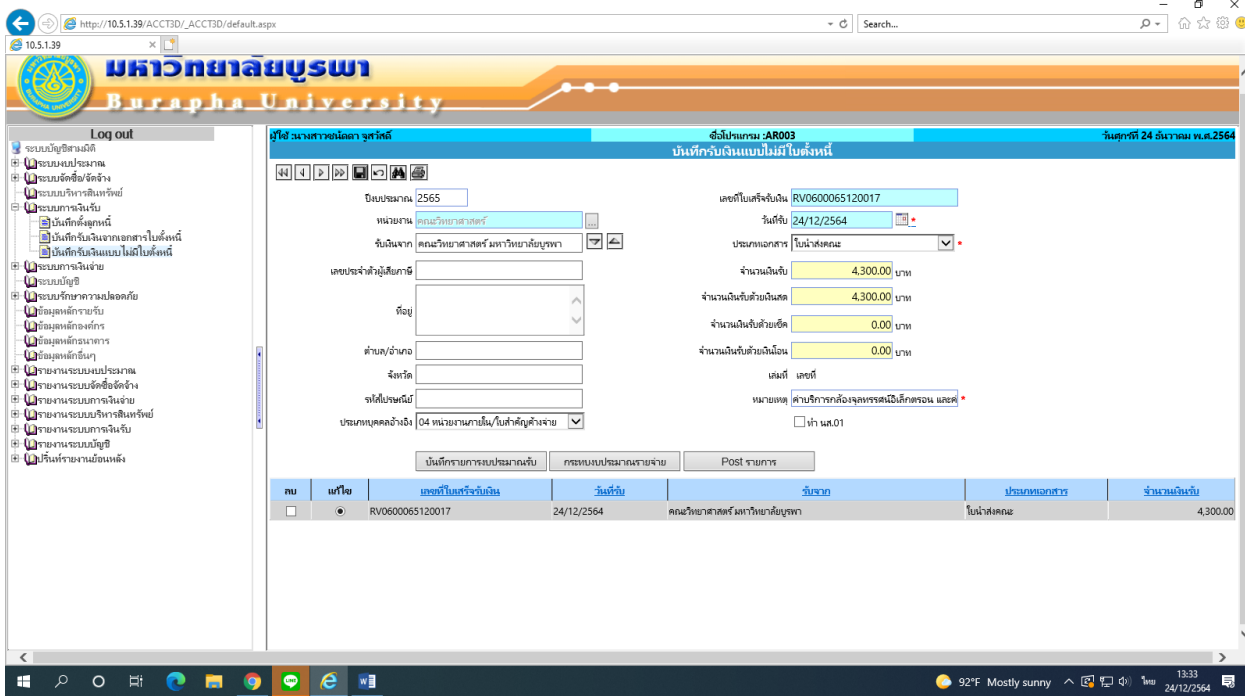 http://10.5.1.39/ACCT3D/_ACCT3D/default.aspx
Search...
10.5.1.39
มหาวิทยาลัยบูรพา
Burapha University
Log out
ผู้ใช้ :นางสาวชนัดดา จูสวัสดิ์
ชื่อโปรแกรม :AR003
วันศุกร์ที่ 24 ธันวาคม พ.ศ.2564
บันทึกรับเงินแบบไม่มีใบตั้งหนี้
ระบบบัญชีสามมิติ
ระบบงบประมาณ
ระบบจัดซื้อ/จัดจ้าง
ระบบบริหารสินทรัพย์
ระบบการเงินรับ
บันทึกตั้งลูกหนี้
บันทึกรับเงินจากเอกสารใบตั้งหนี้
บันทึกรับเงินแบบไม่มีใบตั้งหนี้
ระบบการเงินจ่าย
ระบบบัญชี
ระบบรักษาความปลอดภัย
ข้อมูลหลักรายรับ
ข้อมูลหลักองค์กร
ข้อมูลหลักธนาคาร
ข้อมูลหลักอื่นๆ
รายงานระบบงบประมาณ
รายงานระบบจัดซื้อจัดจ้าง
รายงานระบบการเงินจ่าย
รายงานระบบบริหารสินทรัพย์
รายงานระบบการเงินรับ
รายงานระบบบัญชี
ปริ้นท์รายงานย้อนหลัง
ปีงบประมาณ 2565
เลขที่ใบเสร็จรับเงิน RV0600065120017
หน่วยงาน คณะวิทยาศาสตร์ ...
วันที่รับ 24/12/2564 *
รับเงินจาก คณะวิทยาศาสตร์ มหาวิทยาลัยบูรพา
ประเภทเอกสาร ใบนำส่งคณะ *
เลขประจำตัวผู้เสียภาษี
จำนวนเงินรับ 4,300.00 บาท
ที่อยู่
จำนวนเงินรับด้วยเงินสด 4,300.00 บาท
จำนวนเงินรับด้วยเช็ค 0.00 บาท
ตำบล/อำเภอ
จำนวนเงินรับด้วยเงินโอน 0.00 บาท
จังหวัด
เล่มที่ เลขที่
รหัสไปรษณีย์
หมายเหตุ ค่าบริการกล้องจุลทรรศน์อิเล็กตรอน และค่ *
ประเภทบุคคลอ้างอิง 04 หน่วยงานภายใน/ใบสำคัญค้างจ่าย
ทำ นส.01
บันทึกรายการงบประมาณรับ กระทบงบประมาณรายจ่าย Post รายการ
ลบ แก้ไข เลขที่ใบเสร็จรับเงิน วันที่รับ รับจาก ประเภทเอกสาร จำนวนเงินรับ
RV0600065120017 24/12/2564 คณะวิทยาศาสตร์ มหาวิทยาลัยบูรพา ใบนำส่งคณะ 4,300.00
92°F Mostly sunny ไทย 13:33
24/12/2564